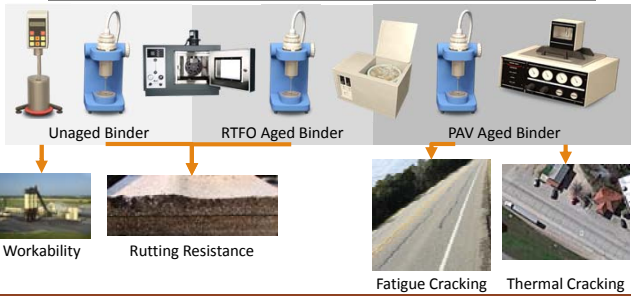 Unaged Binder RTFO Aged Binder PAV Aged Binder
Workability Rutting Resistance
Fatigue Cracking Thermal Cracking